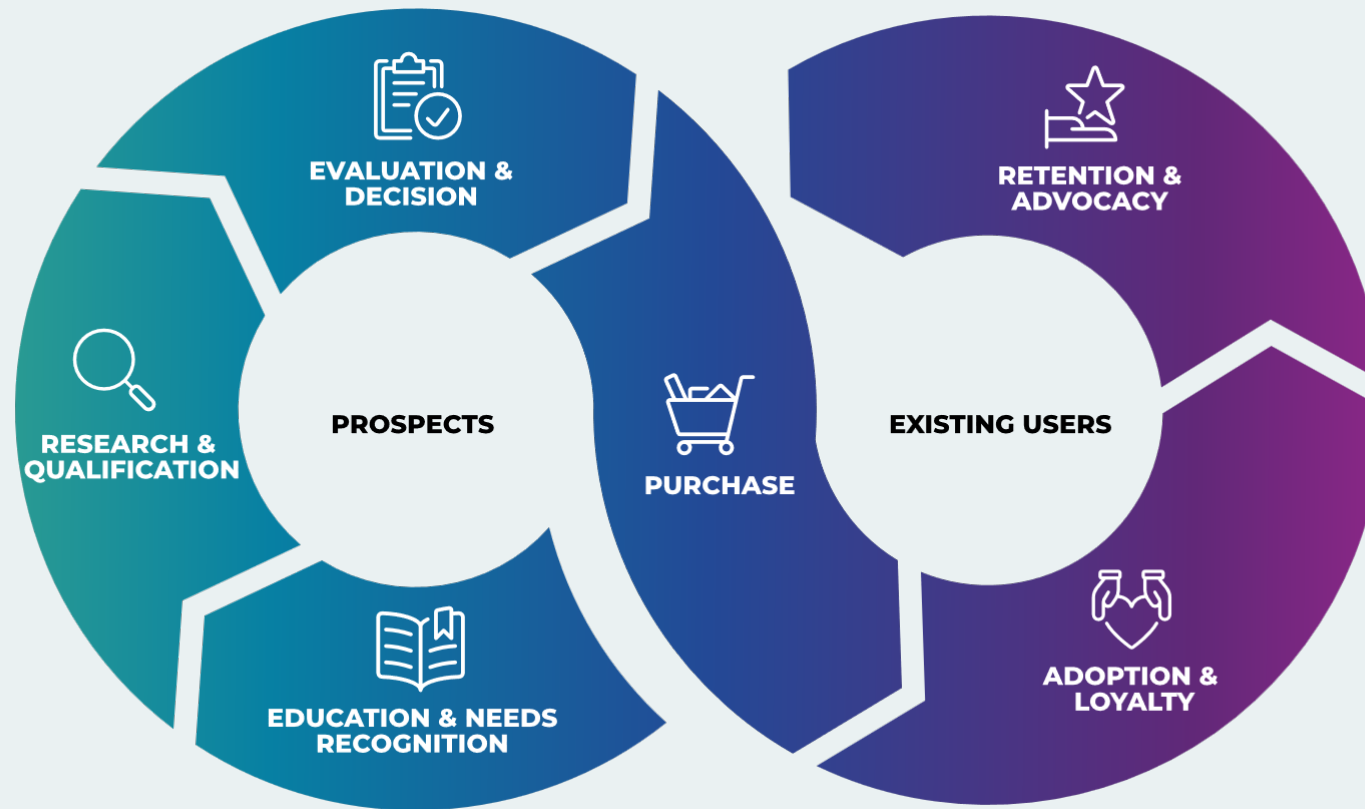 EVALUATION &
DECISION
RETENTION &
ADVOCACY
RESEARCH &
QUALIFICATION
PROSPECTS
PURCHASE
EXISTING USERS
EDUCATION & NEEDS
RECOGNITION
ADOPTION &
LOYALTY